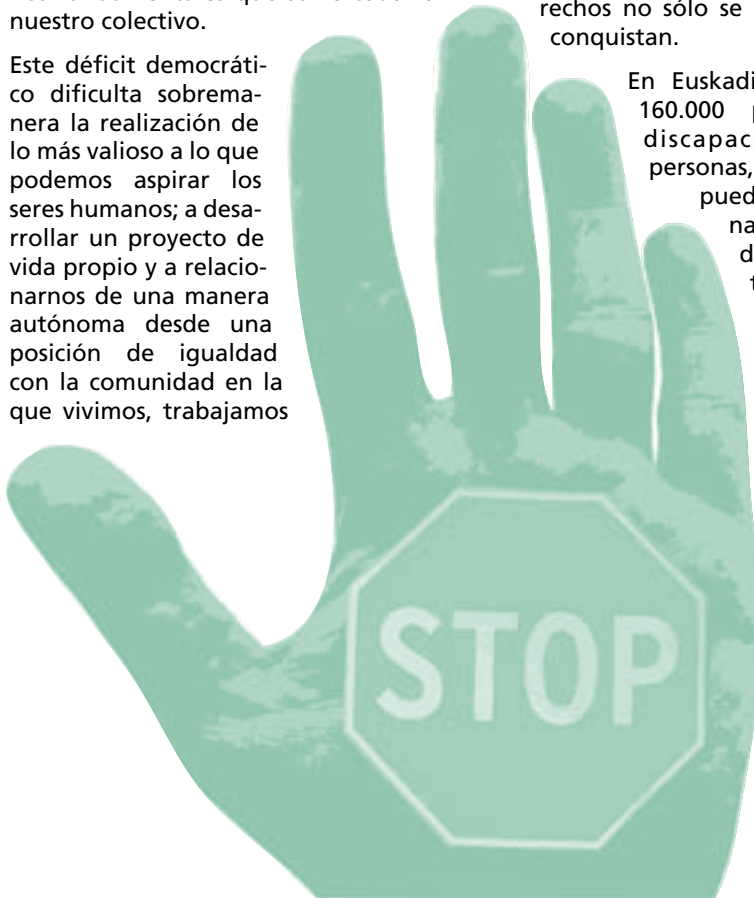 nuestro colectivo.
Este déficit democráti-
co dificulta sobrema-
nera la realización de
lo más valioso a lo que
podemos aspirar los
seres humanos; a desa-
rrollar un proyecto de
vida propio y a relacio-
narnos de una manera
autónoma desde una
posición de igualdad
con la comunidad en la
que vivimos, trabajamos
rechos no sólo se
conquistan.
En Euskadi
160.000 p
discapac
personas,
pued
na
d
t
STOP